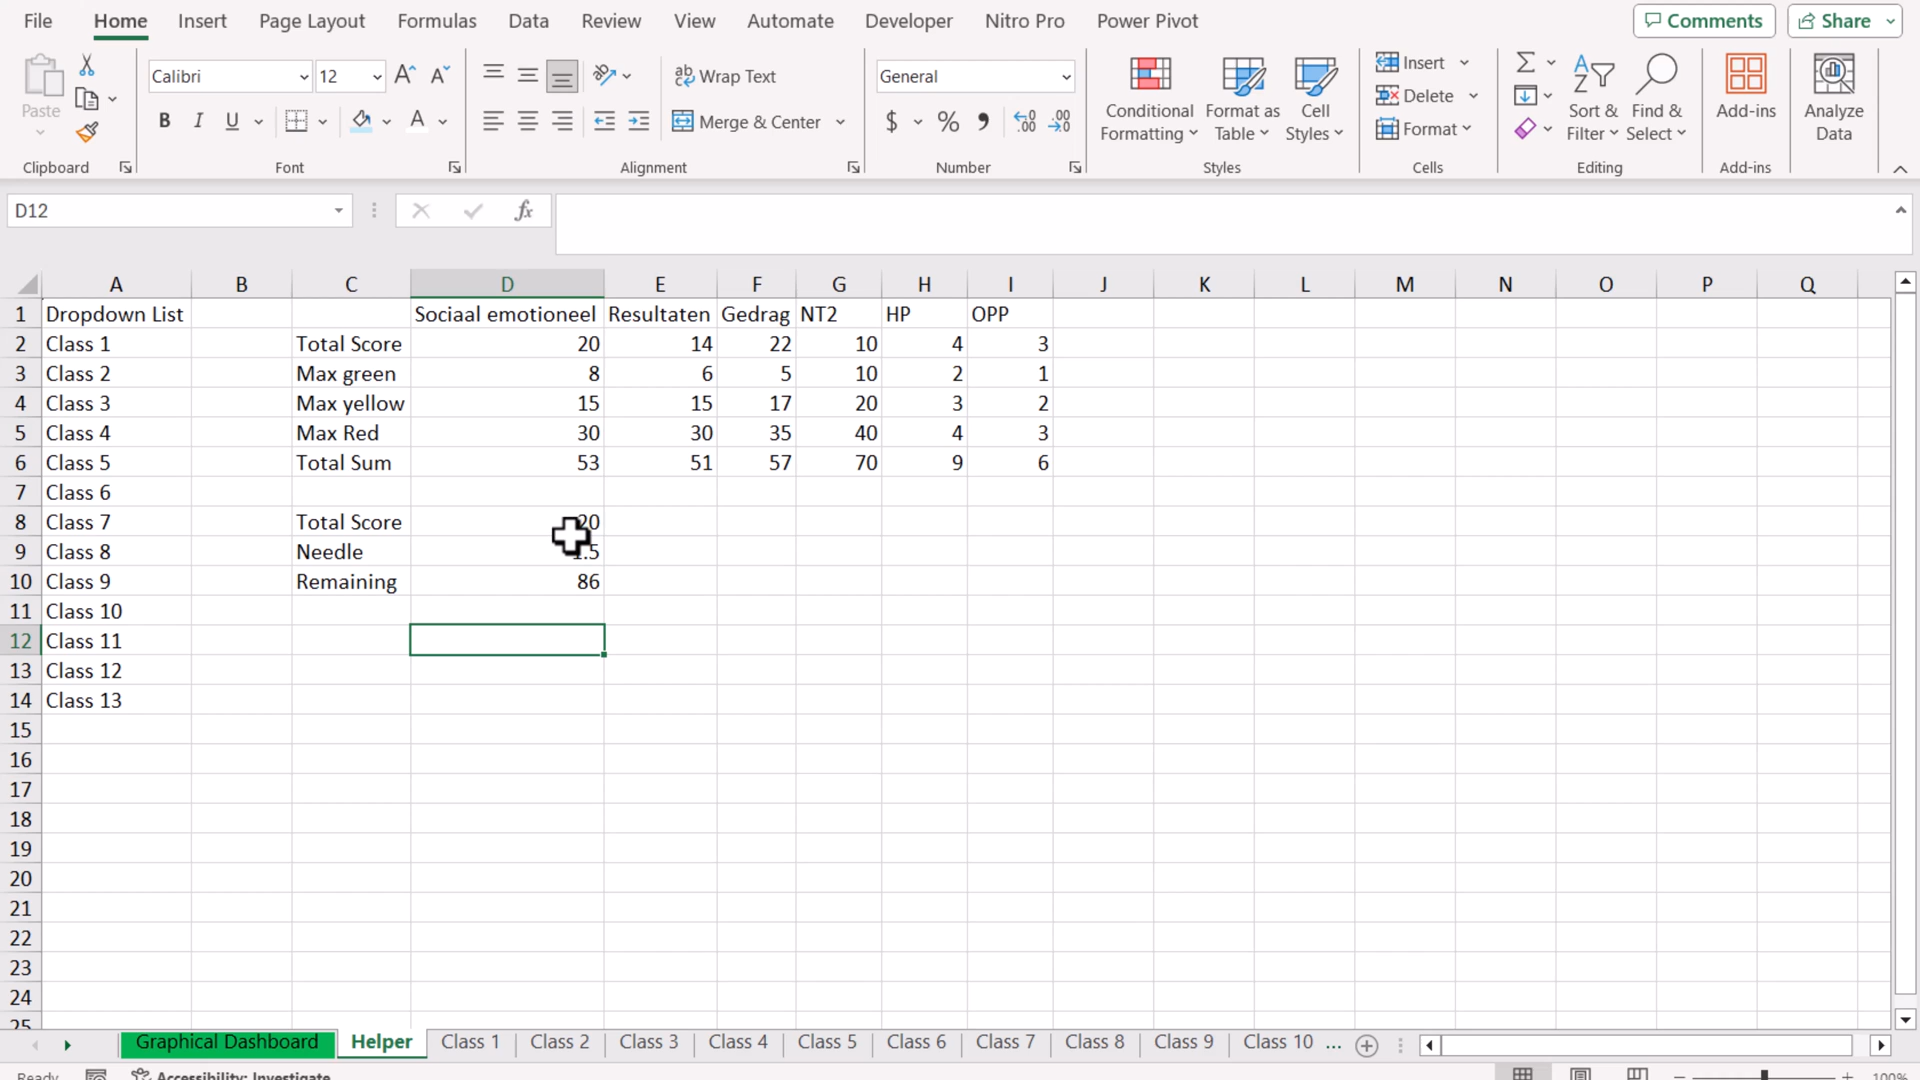 File Home Insert Page Layout Formulas Data Review View Automate Developer Nitro Pro Power Pivot Comments Share
Calibri 12 Wrap Text General Insert
Paste Conditional Format as Cell Delete Sort & Find & Add-ins Analyze
B I U A Merge & Center $ % Formatting Table Styles Format Filter Select Data
Clipboard Font Alignment Number Styles Cells Editing Add-ins
D12 fx
A B C D E F G H I J K L M N O P Q
1 Dropdown List Sociaal emotioneel Resultaten Gedrag NT2 HP OPP
2 Class 1 Total Score 20 14 22 10 4 3
3 Class 2 Max green 8 6 5 10 2 1
4 Class 3 Max yellow 15 15 17 20 3 2
5 Class 4 Max Red 30 30 35 40 4 3
6 Class 5 Total Sum 53 51 57 70 9 6
7 Class 6
8 Class 7 Total Score 20
9 Class 8 Needle 1.5
10 Class 9 Remaining 86
11 Class 10
12 Class 11
13 Class 12
14 Class 13
15
16
17
18
19
20
21
22
23
24
25
Graphical Dashboard Helper Class 1 Class 2 Class 3 Class 4 Class 5 Class 6 Class 7 Class 8 Class 9 Class 10 ...
Ready Accessibility: Investigate 100%